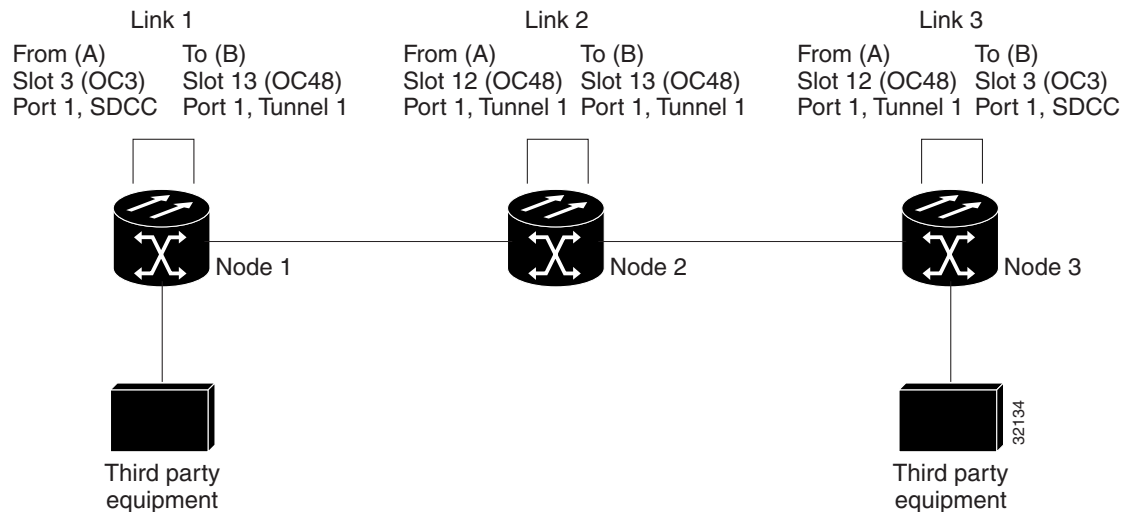 Link 1
From (A) To (B)
Slot 3 (OC3) Slot 13 (OC48)
Port 1, SDCC Port 1, Tunnel 1
Link 2
From (A) To (B)
Slot 12 (OC48) Slot 13 (OC48)
Port 1, Tunnel 1 Port 1, Tunnel 1
Link 3
From (A) To (B)
Slot 12 (OC48) Slot 3 (OC3)
Port 1, Tunnel 1 Port 1, SDCC
Node 1
Node 2
Node 3
Third party
equipment
Third party
equipment
32134